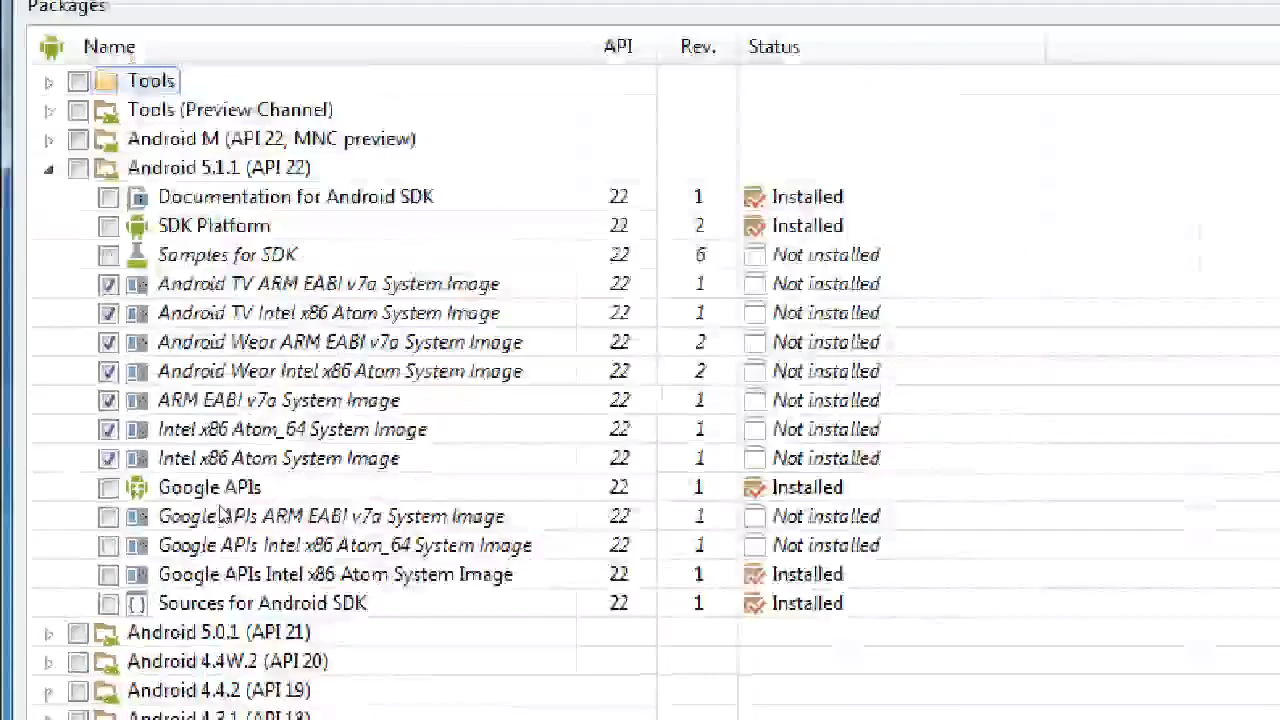 Packages
Name API Rev. Status
Tools
Tools (Preview Channel)
Android M (API 22, MNC preview)
Android 5.1.1 (API 22)
Documentation for Android SDK 22 1 Installed
SDK Platform 22 2 Installed
Samples for SDK 22 6 Not installed
Android TV ARM EABI v7a System Image 22 1 Not installed
Android TV Intel x86 Atom System Image 22 1 Not installed
Android Wear ARM EABI v7a System Image 22 2 Not installed
Android Wear Intel x86 Atom System Image 22 2 Not installed
ARM EABI v7a System Image 22 1 Not installed
Intel x86 Atom_64 System Image 22 1 Not installed
Intel x86 Atom System Image 22 1 Not installed
Google APIs 22 1 Installed
Google APIs ARM EABI v7a System Image 22 1 Not installed
Google APIs Intel x86 Atom_64 System Image 22 1 Not installed
Google APIs Intel x86 Atom System Image 22 1 Installed
Sources for Android SDK 22 1 Installed
Android 5.0.1 (API 21)
Android 4.4W.2 (API 20)
Android 4.4.2 (API 19)
Android 4.3.1 (API 18)